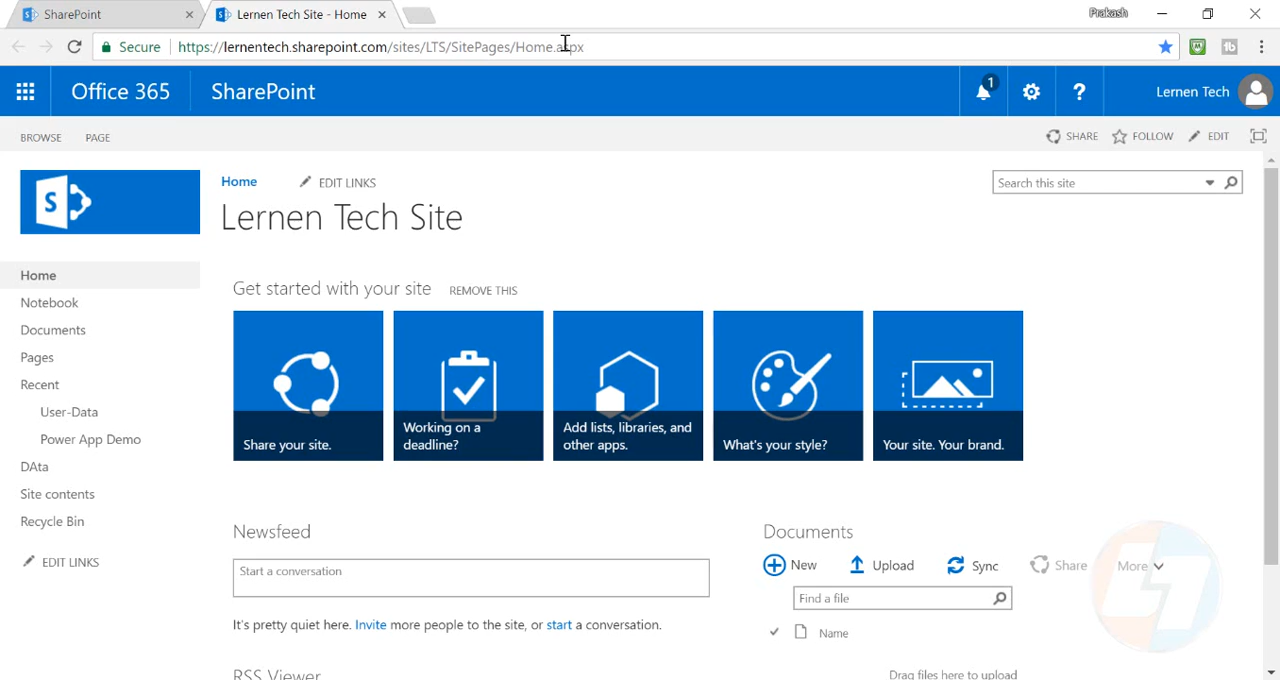 SharePoint
Lernen Tech Site - Home
Prakash
Secure
https://lernentech.sharepoint.com/sites/LTS/SitePages/Home.aspx
Office 365
SharePoint
1
?
Lernen Tech
BROWSE
PAGE
SHARE
FOLLOW
EDIT
S
Home
EDIT LINKS
Search this site
Lernen Tech Site
Home
Notebook
Documents
Pages
Recent
User-Data
Power App Demo
DAta
Site contents
Recycle Bin
EDIT LINKS
Get started with your site
REMOVE THIS
Share your site.
Working on a
deadline?
Add lists, libraries, and
other apps.
What's your style?
Your site. Your brand.
Newsfeed
Start a conversation
It's pretty quiet here. Invite more people to the site, or start a conversation.
RSS Viewer
Documents
New
Upload
Sync
Share
More
Find a file
Name
Drag files here to upload